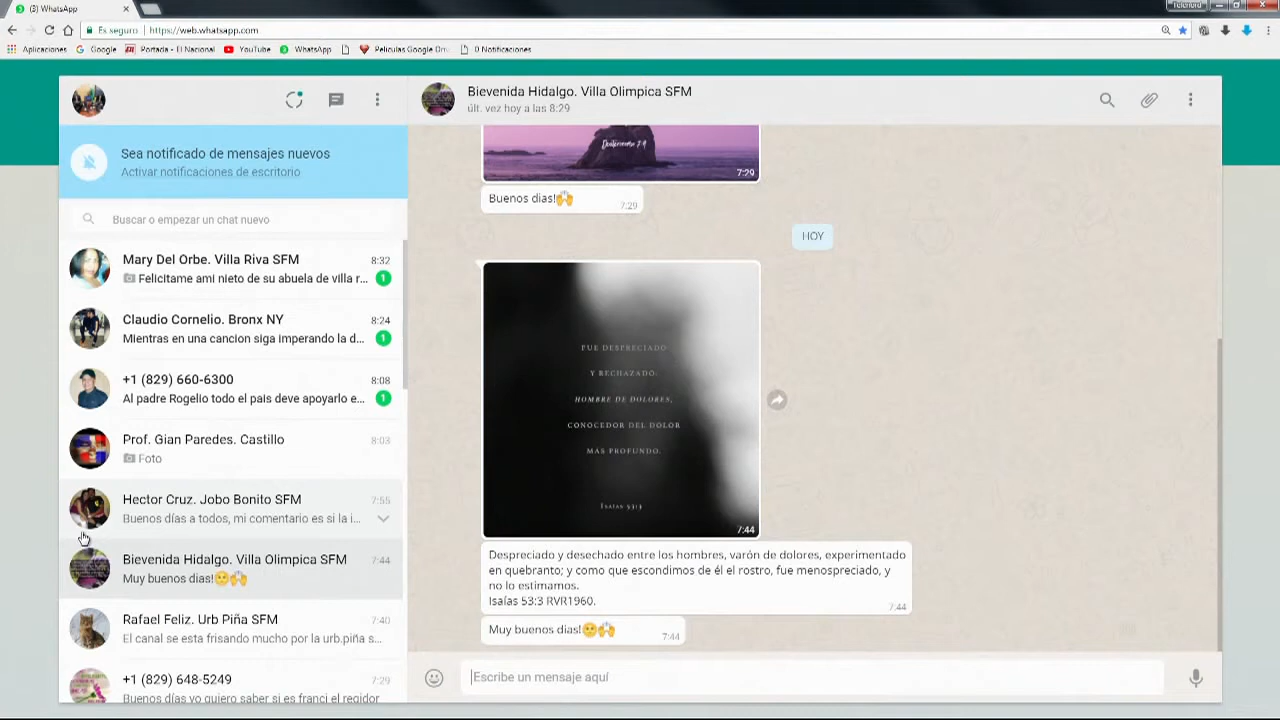 (3) WhatsApp
Telenord
Es seguro | https://web.whatsapp.com
Aplicaciones
Google
Portada - El Nacional
YouTube
WhatsApp
Peliculas Google Dri
0 Notificaciones
Sea notificado de mensajes nuevos
Activar notificaciones de escritorio
Buscar o empezar un chat nuevo
Mary Del Orbe. Villa Riva SFM
8:32
Felicitame ami nieto de su abuela de villa r...
1
Claudio Cornelio. Bronx NY
8:24
Mientras en una cancion siga imperando la d...
1
+1 (829) 660-6300
8:08
Al padre Rogelio todo el pais deve apoyarlo e...
1
Prof. Gian Paredes. Castillo
8:03
Foto
Hector Cruz. Jobo Bonito SFM
7:55
Buenos días a todos, mi comentario es si la i...
Bievenida Hidalgo. Villa Olimpica SFM
7:44
Muy buenos dias!🥺🙌
Rafael Feliz. Urb Piña SFM
7:40
El canal se esta frisando mucho por la urb.piña s...
+1 (829) 648-5249
7:29
Buenos días yo quiero saber si es franci el regidor
Bievenida Hidalgo. Villa Olimpica SFM
últ. vez hoy a las 8:29
Deuteronomio 7:9
7:29
Buenos dias!🙌
7:29
HOY
FUE DESPRECIADO
Y RECHAZADO:
HOMBRE DE DOLORES,
CONOCEDOR DEL DOLOR
MÁS PROFUNDO.
Isaías 53:3
7:44
Despreciado y desechado entre los hombres, varón de dolores, experimentado
en quebranto; y como que escondimos de él el rostro, fue menospreciado, y
no lo estimamos.
Isaías 53:3 RVR1960.
7:44
Muy buenos dias!🥺🙌
7:44
Escribe un mensaje aquí